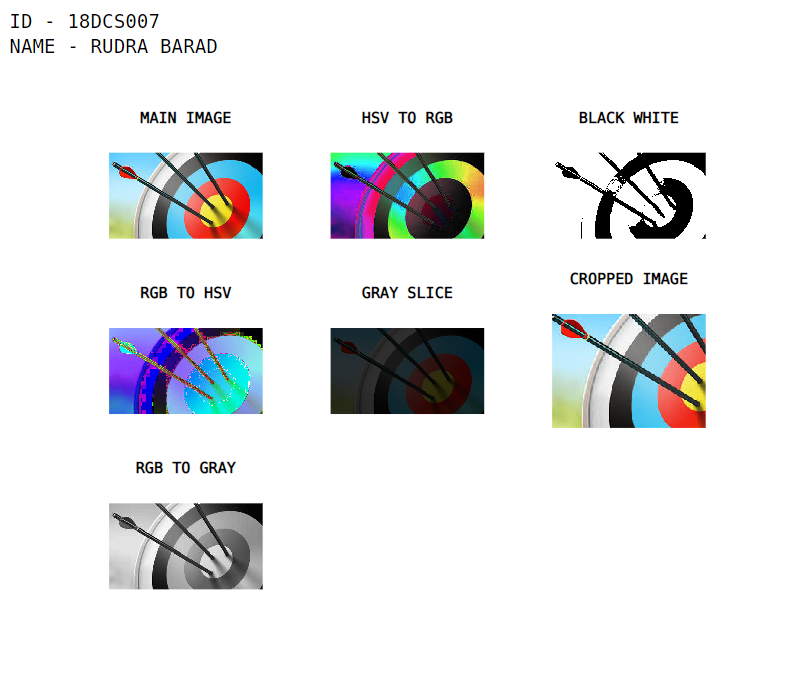 ID - 18DCS007
NAME - RUDRA BARAD
MAIN IMAGE
HSV TO RGB
BLACK WHITE
RGB TO HSV
GRAY SLICE
CROPPED IMAGE
RGB TO GRAY